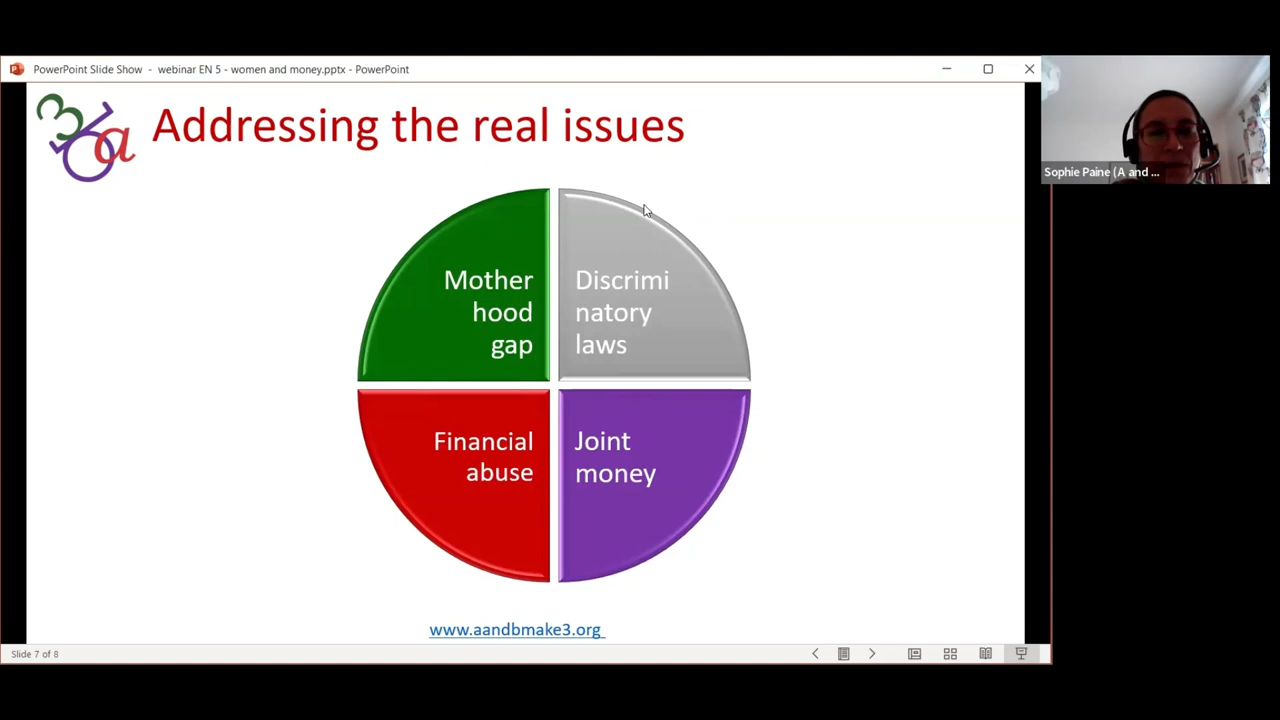 PowerPoint Slide Show - webinar EN 5 - women and money.pptx - PowerPoint
Addressing the real issues
Mother
hood
gap
Discrimi
natory
laws
Financial
abuse
Joint
money
www.aandbmake3.org
Sophie Paine (A and ...
Slide 7 of 8